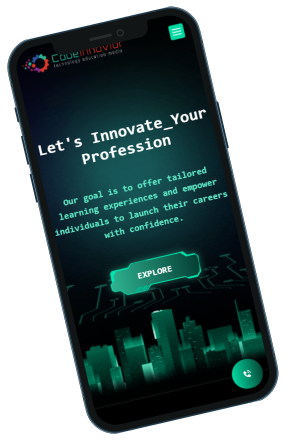 CodeInnovior
technology education media
Let's Innovate_Your
Profession
Our goal is to offer tailored
learning experiences and empower
individuals to launch their careers
with confidence.
EXPLORE